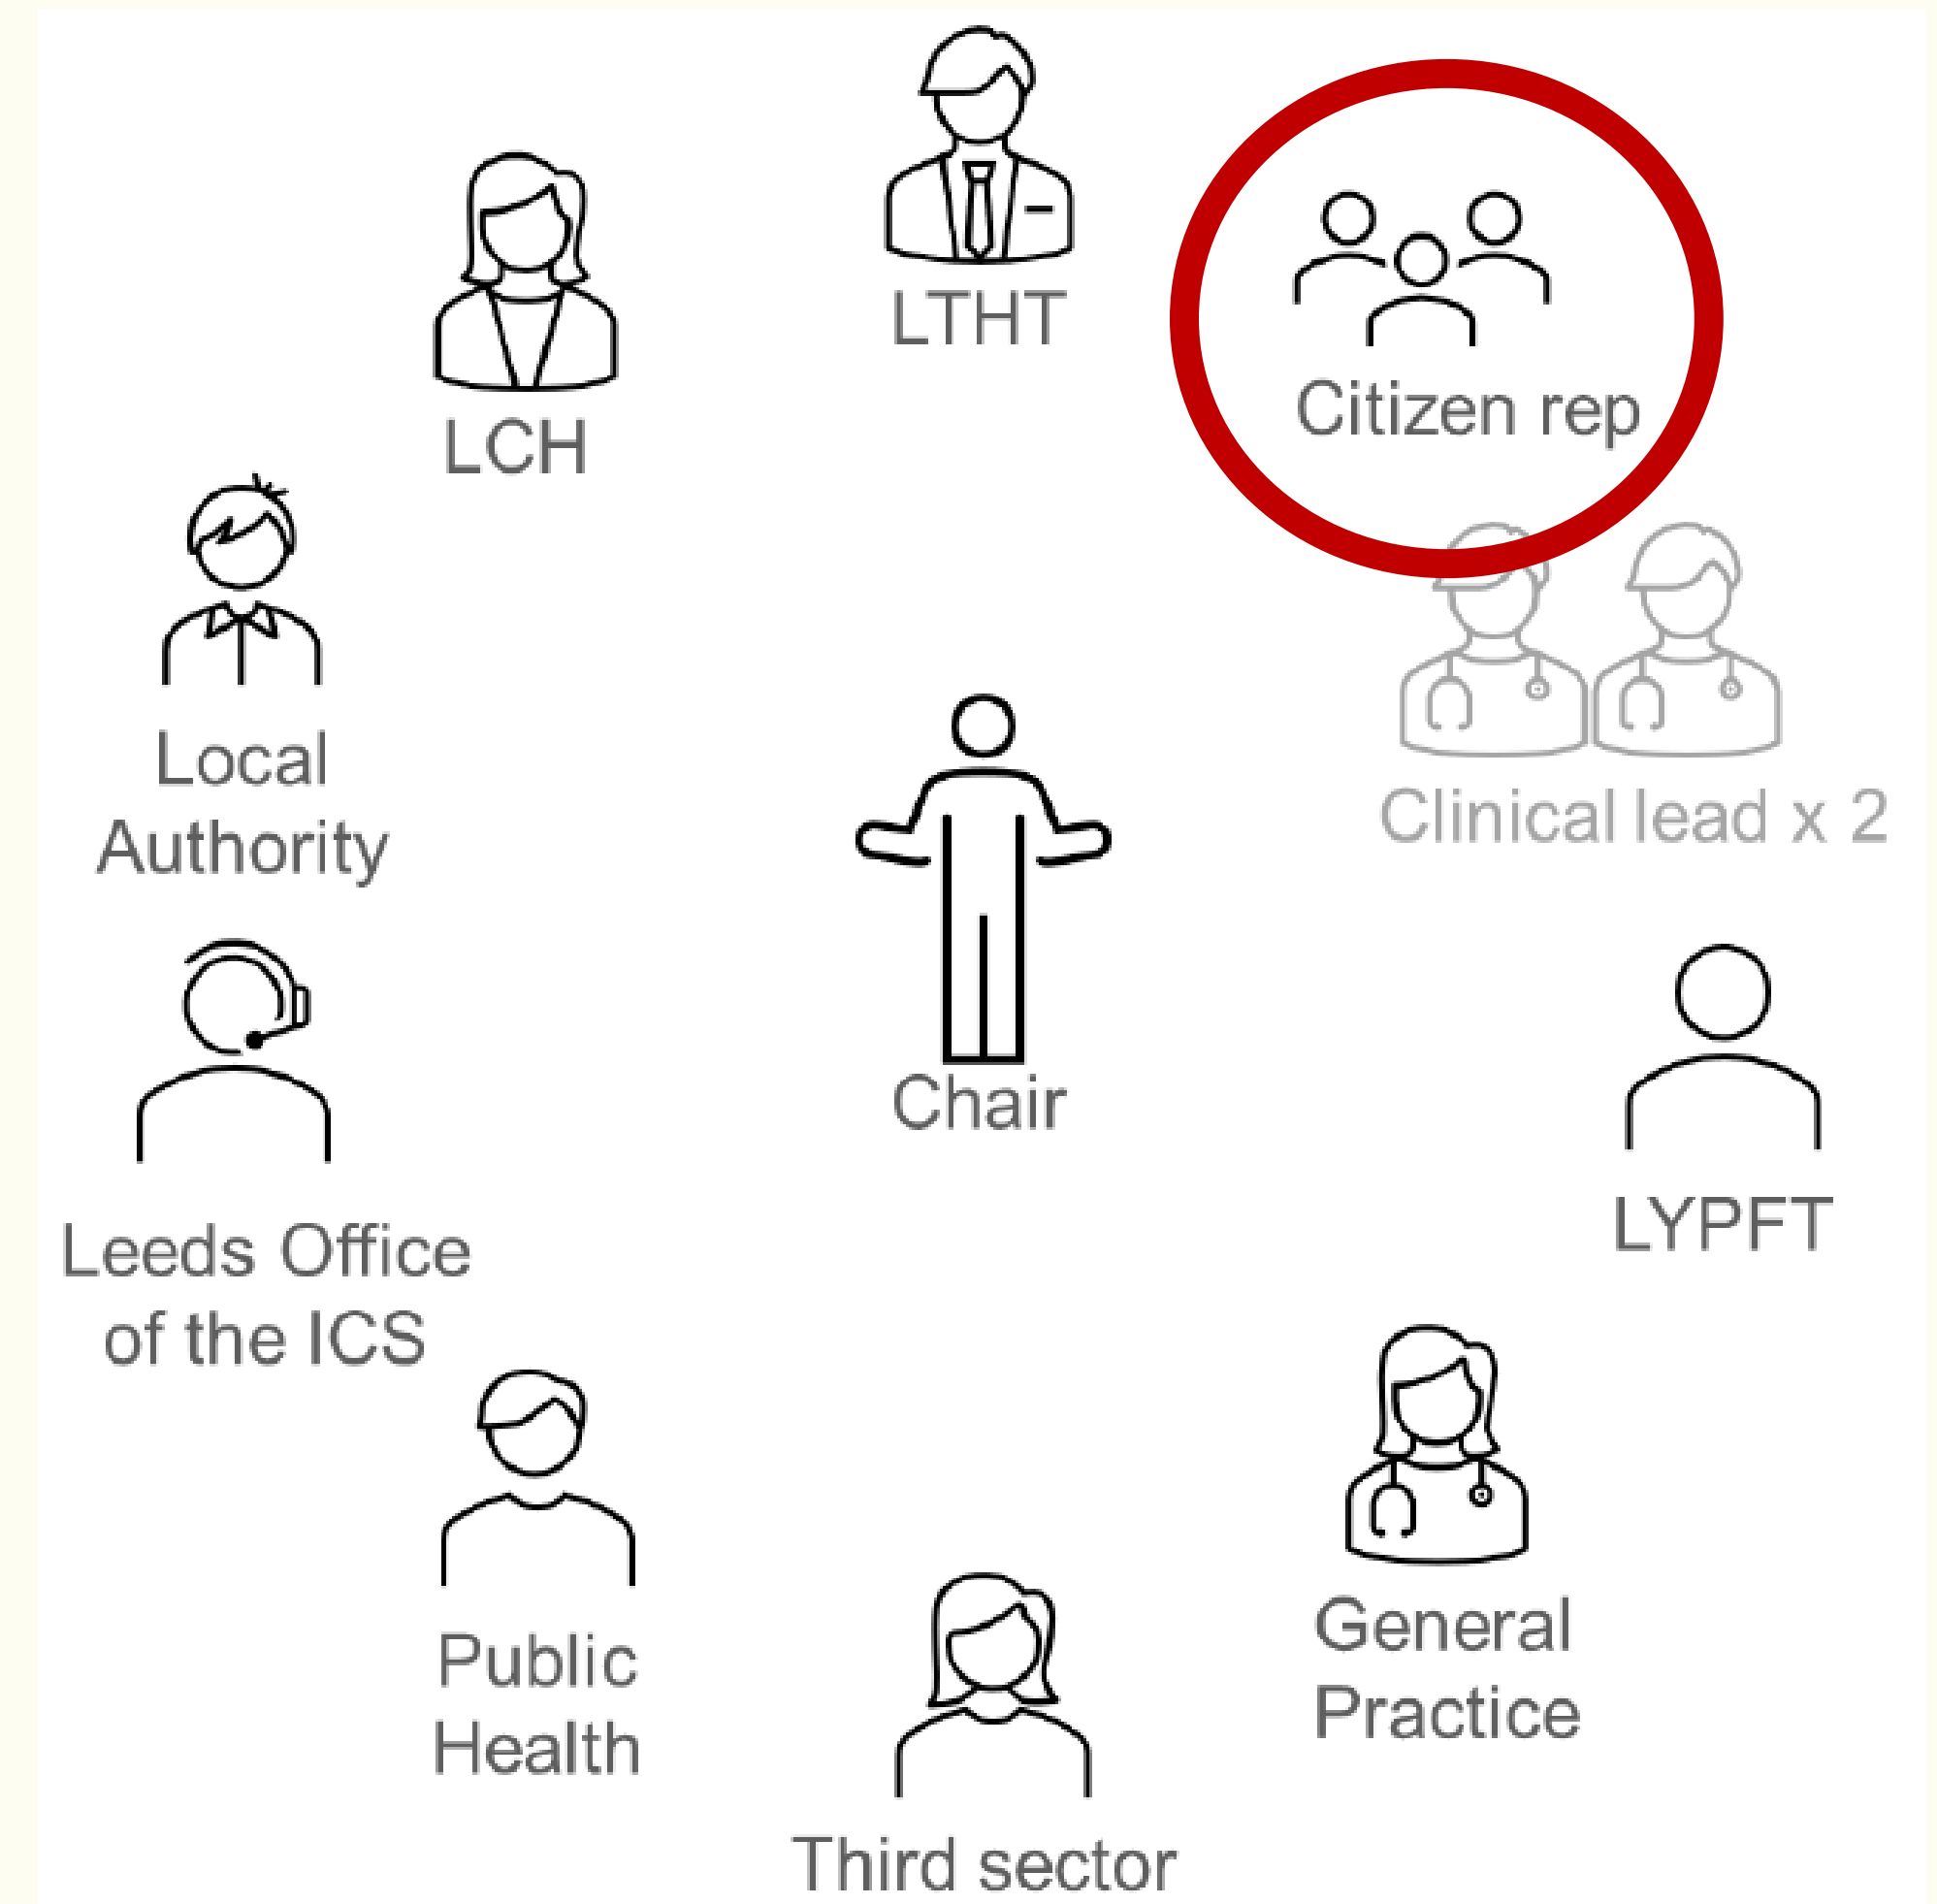 LTHT
Citizen rep
LCH
Local
Authority
Clinical lead x 2
Chair
LYPFT
Leeds Office
of the ICS
General
Practice
Public
Health
Third sector